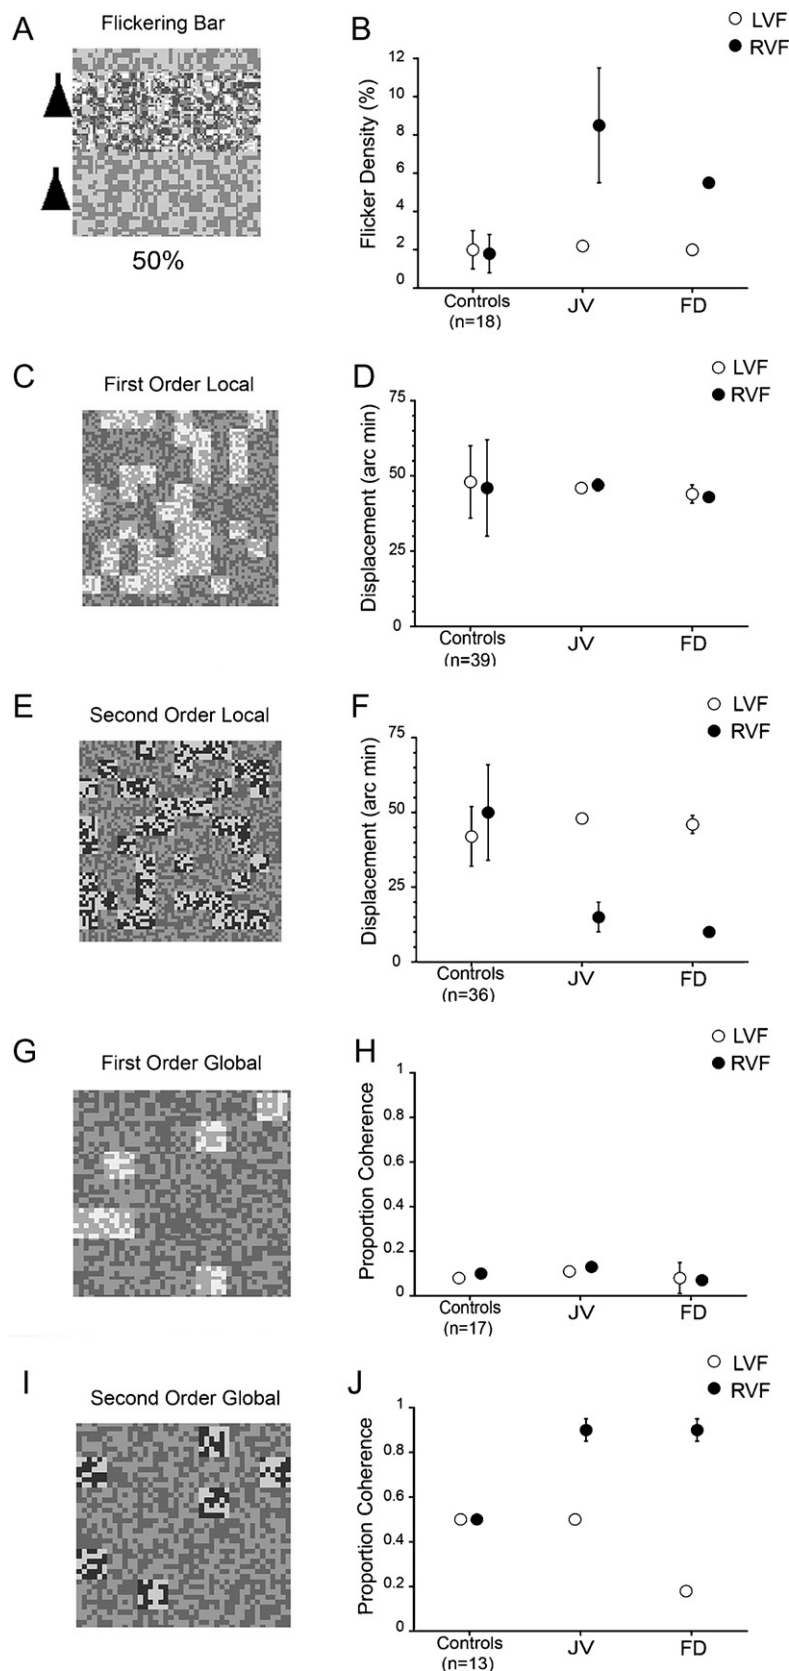 A
Flickering Bar
50%
B
LVF
RVF
Flicker Density (%)
12
10
8
6
4
2
0
Controls
(n=18)
JV
FD
C
First Order Local
D
LVF
RVF
Displacement (arc min)
75
50
25
0
Controls
(n=39)
JV
FD
E
Second Order Local
F
LVF
RVF
Displacement (arc min)
75
50
25
0
Controls
(n=36)
JV
FD
G
First Order Global
H
LVF
RVF
Proportion Coherence
1
0.8
0.6
0.4
0.2
0
Controls
(n=17)
JV
FD
I
Second Order Global
J
LVF
RVF
Proportion Coherence
1
0.8
0.6
0.4
0.2
0
Controls
(n=13)
JV
FD